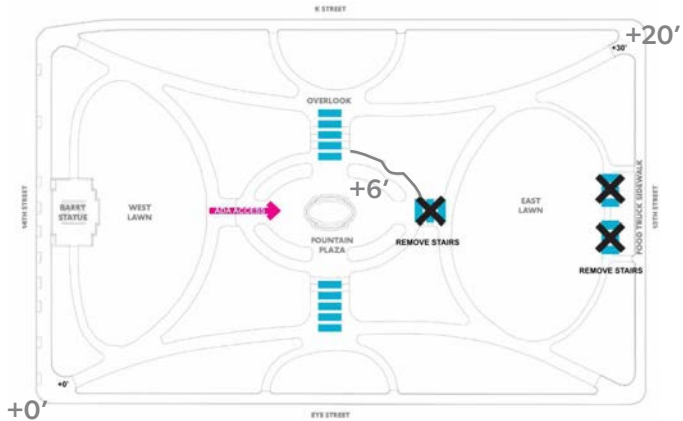 K STREET
+20'
+30'
OVERLOOK
14TH STREET
BARRY
STATUE
WEST
LAWN
ADA ACCESS
+6'
FOUNTAIN
PLAZA
REMOVE STAIRS
EAST
LAWN
FOOD TRUCK SIDEWALK
13TH STREET
REMOVE STAIRS
+0'
+0'
EYE STREET